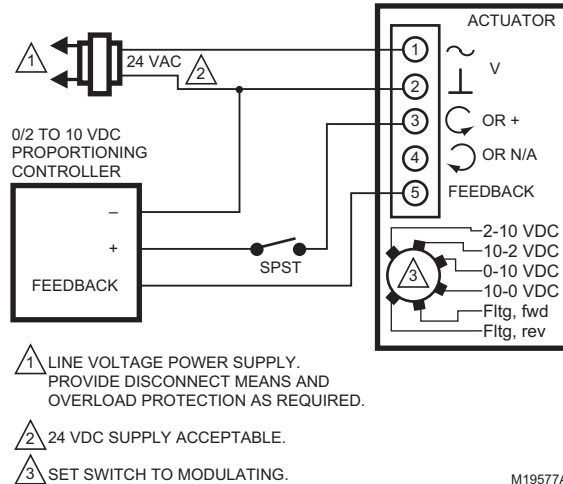 ACTUATOR
1
24 VAC
2
1
2
3
4
5
V
OR +
OR N/A
FEEDBACK
0/2 TO 10 VDC
PROPORTIONING
CONTROLLER
–
+
FEEDBACK
SPST
3
2-10 VDC
10-2 VDC
0-10 VDC
10-0 VDC
Fltg, fwd
Fltg, rev
1 LINE VOLTAGE POWER SUPPLY.
PROVIDE DISCONNECT MEANS AND
OVERLOAD PROTECTION AS REQUIRED.
2 24 VDC SUPPLY ACCEPTABLE.
3 SET SWITCH TO MODULATING.
M19577A